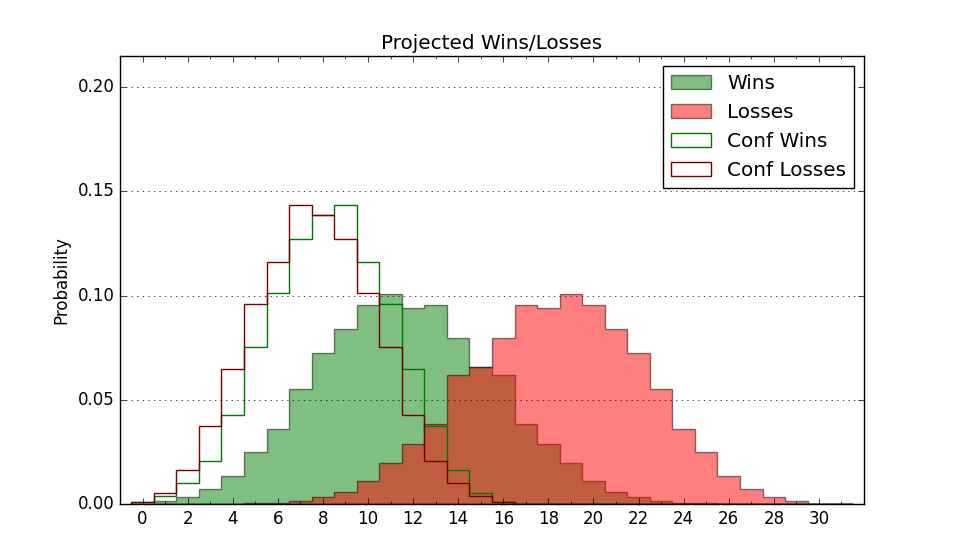 Projected Wins/Losses
0.20
0.15
0.10
0.05
0.00
Probability
Wins
Losses
Conf Wins
Conf Losses
0 2 4 6 8 10 12 14 16 18 20 22 24 26 28 30